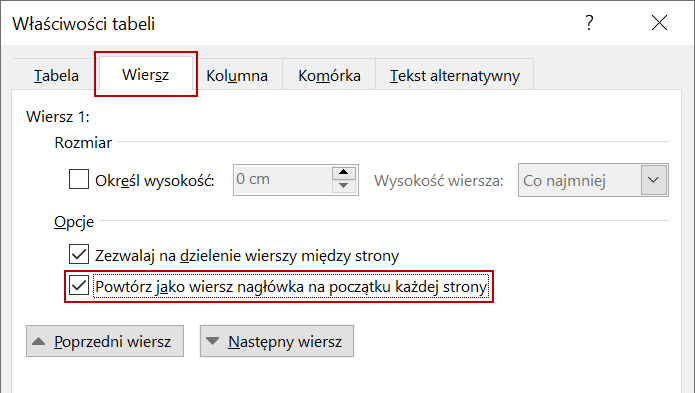 Właściwości tabeli ?
Tabela Wiersz Kolumna Komórka Tekst alternatywny
Wiersz 1:
Rozmiar
Określ wysokość: 0 cm Wysokość wiersza: Co najmniej
Opcje
Zezwalaj na dzielenie wierszy między strony
Powtórz jako wiersz nagłówka na początku każdej strony
Poprzedni wiersz Następny wiersz